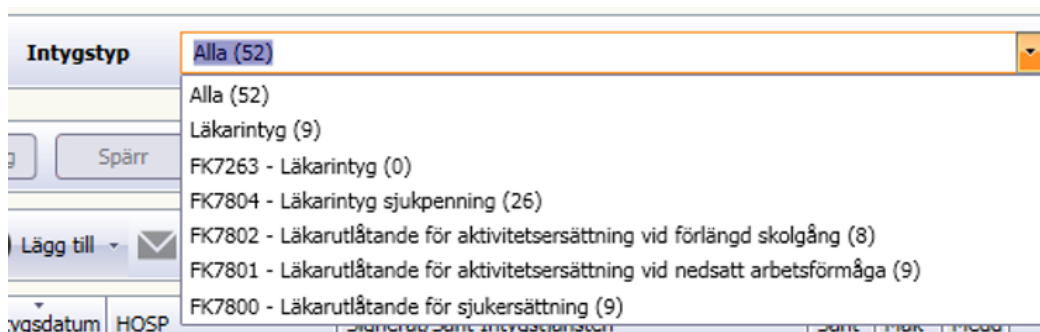 Intygstyp
Alla (52)
Alla (52)
Läkarintyg (9)
FK7263 - Läkarintyg (0)
Spärr
FK7804 - Läkarintyg sjukpenning (26)
FK7802 - Läkarutlåtande för aktivitetsersättning vid förlängd skolgång (8)
Lägg till
FK7801 - Läkarutlåtande för aktivitetsersättning vid nedsatt arbetsförmåga (9)
FK7800 - Läkarutlåtande för sjukersättning (9)
ygsdatum HOSP